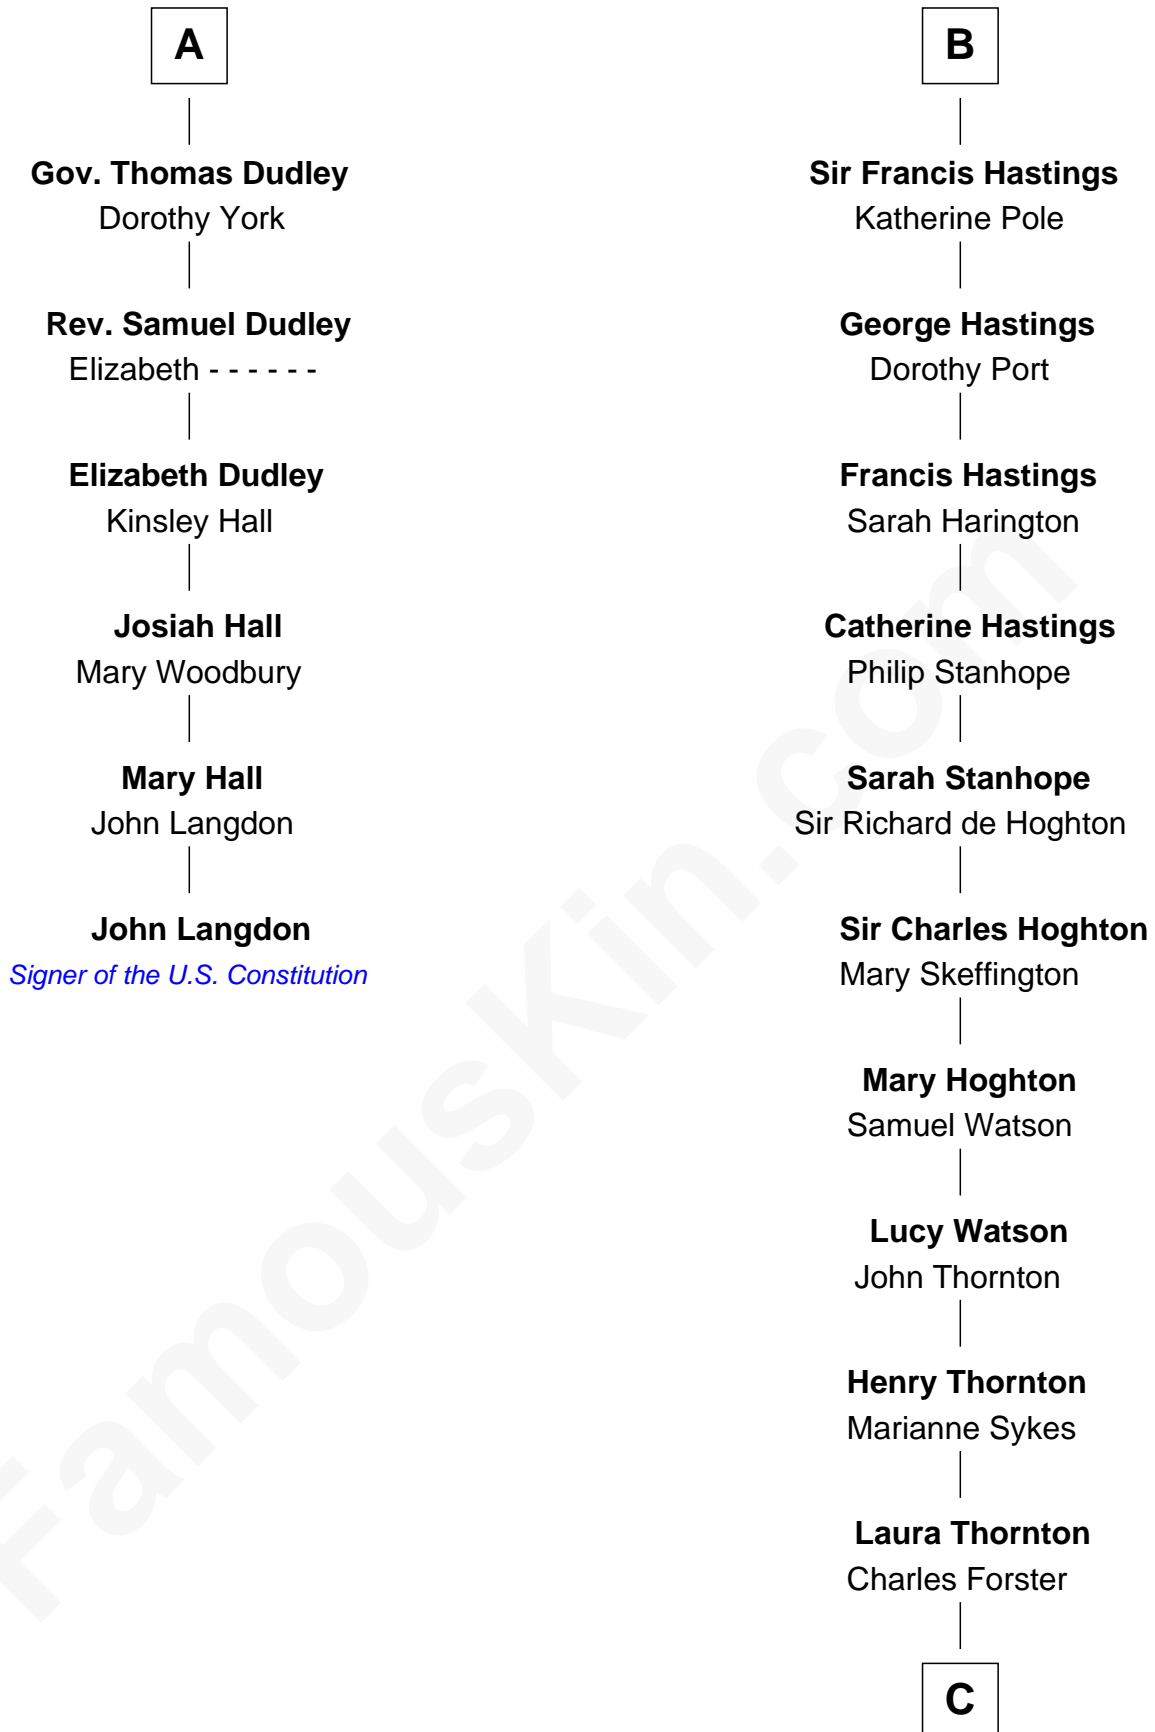 A
Gov. Thomas Dudley
Dorothy York
Rev. Samuel Dudley
Elizabeth - - - - - -
Elizabeth Dudley
Kinsley Hall
Josiah Hall
Mary Woodbury
Mary Hall
John Langdon
John Langdon
Signer of the U.S. Constitution
B
Sir Francis Hastings
Katherine Pole
George Hastings
Dorothy Port
Francis Hastings
Sarah Harington
Catherine Hastings
Philip Stanhope
Sarah Stanhope
Sir Richard de Hoghton
Sir Charles Hoghton
Mary Skeffington
Mary Hoghton
Samuel Watson
Lucy Watson
John Thornton
Henry Thornton
Marianne Sykes
Laura Thornton
Charles Forster
C
FamousKin.com